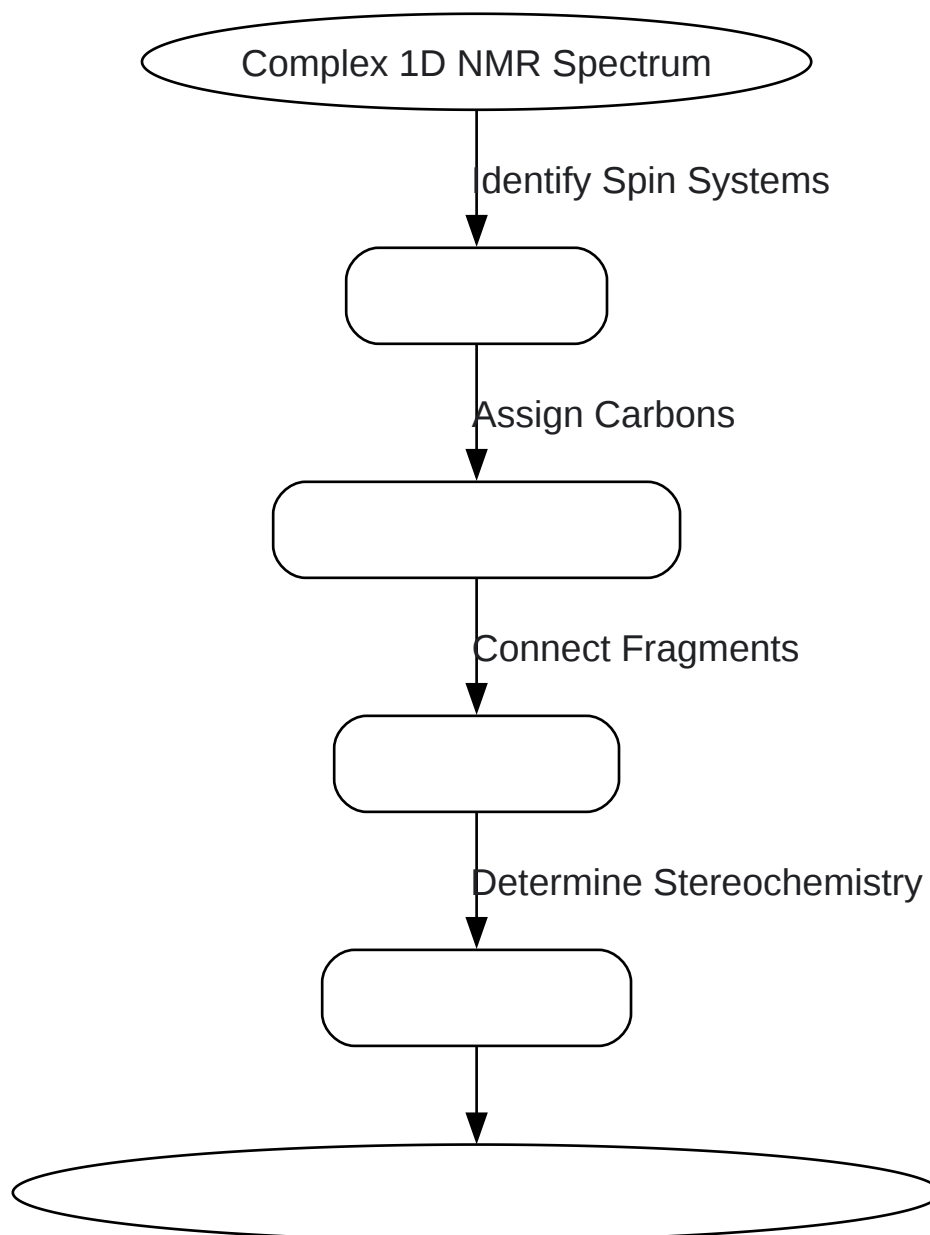 Complex 1D NMR Spectrum
Identify Spin Systems
Assign Carbons
Connect Fragments
Determine Stereochemistry